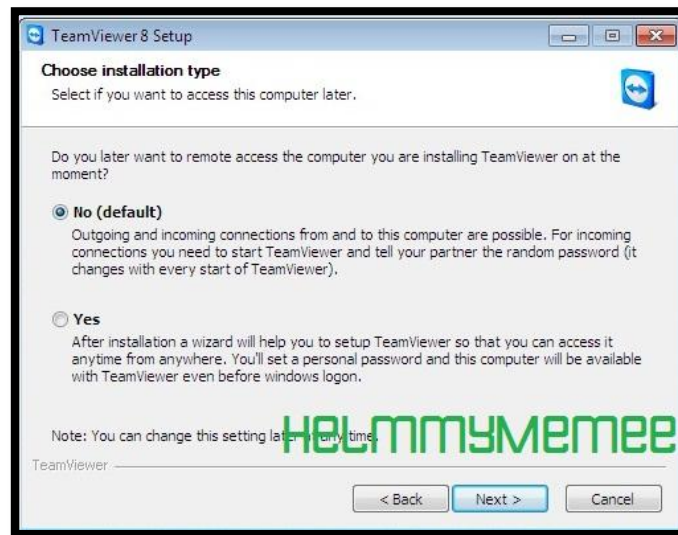 TeamViewer 8 Setup
Choose installation type
Select if you want to access this computer later.
Do you later want to remote access the computer you are installing TeamViewer on at the
moment?
No (default)
Outgoing and incoming connections from and to this computer are possible. For incoming
connections you need to start TeamViewer and tell your partner the random password (it
changes with every start of TeamViewer).
Yes
After installation a wizard will help you to setup TeamViewer so that you can access it
anytime from anywhere. You'll set a personal password and this computer will be available
with TeamViewer even before windows logon.
Note: You can change this setting later at any time.
HELMMYMEMEE
TeamViewer
< Back Next > Cancel